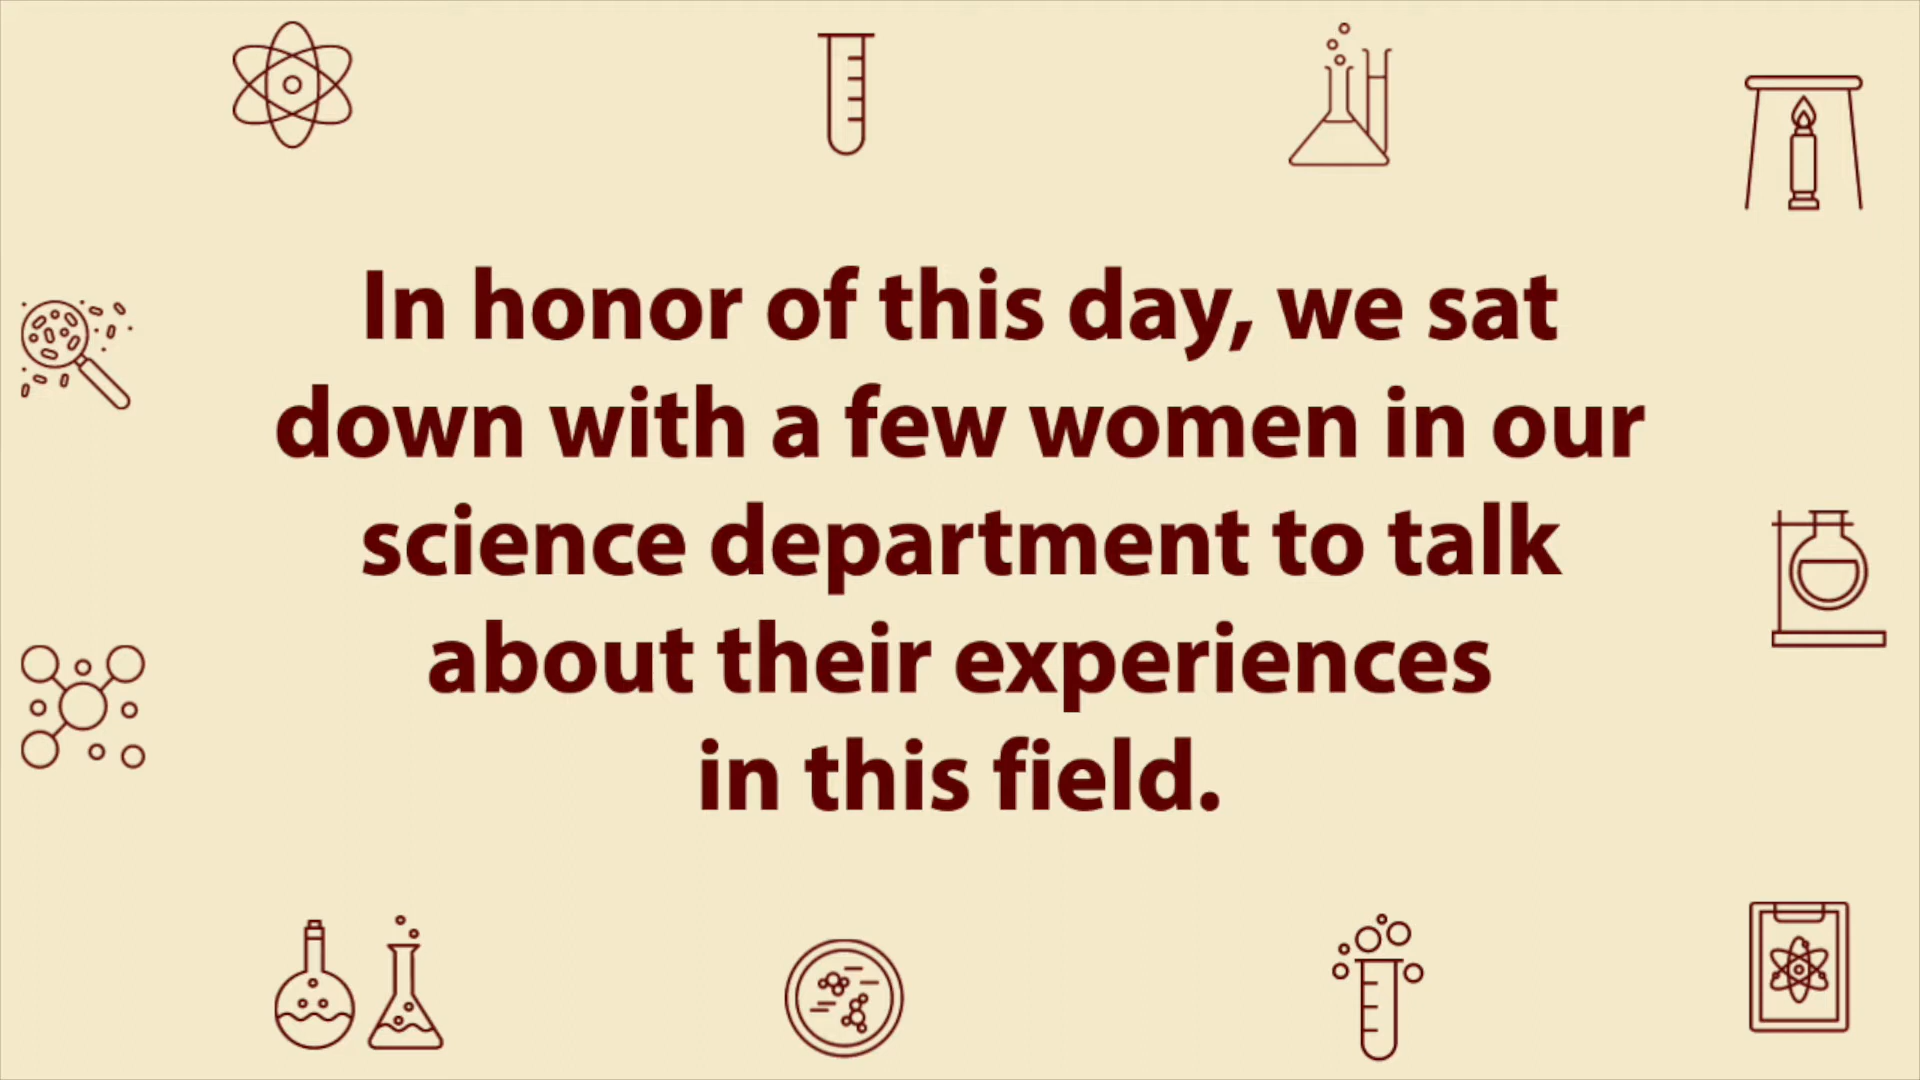 In honor of this day, we sat
down with a few women in our
science department to talk
about their experiences
in this field.